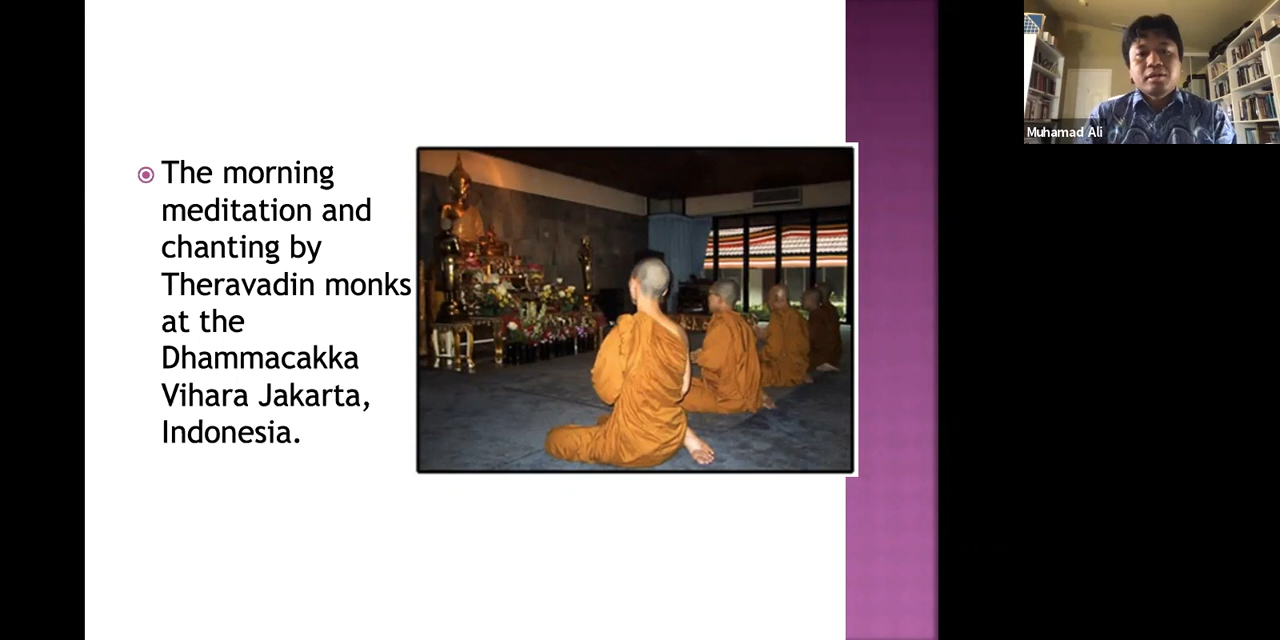 The morning
meditation and
chanting by
Theravadin monks
at the
Dhammacakka
Vihara Jakarta,
Indonesia.
Muhamad Ali